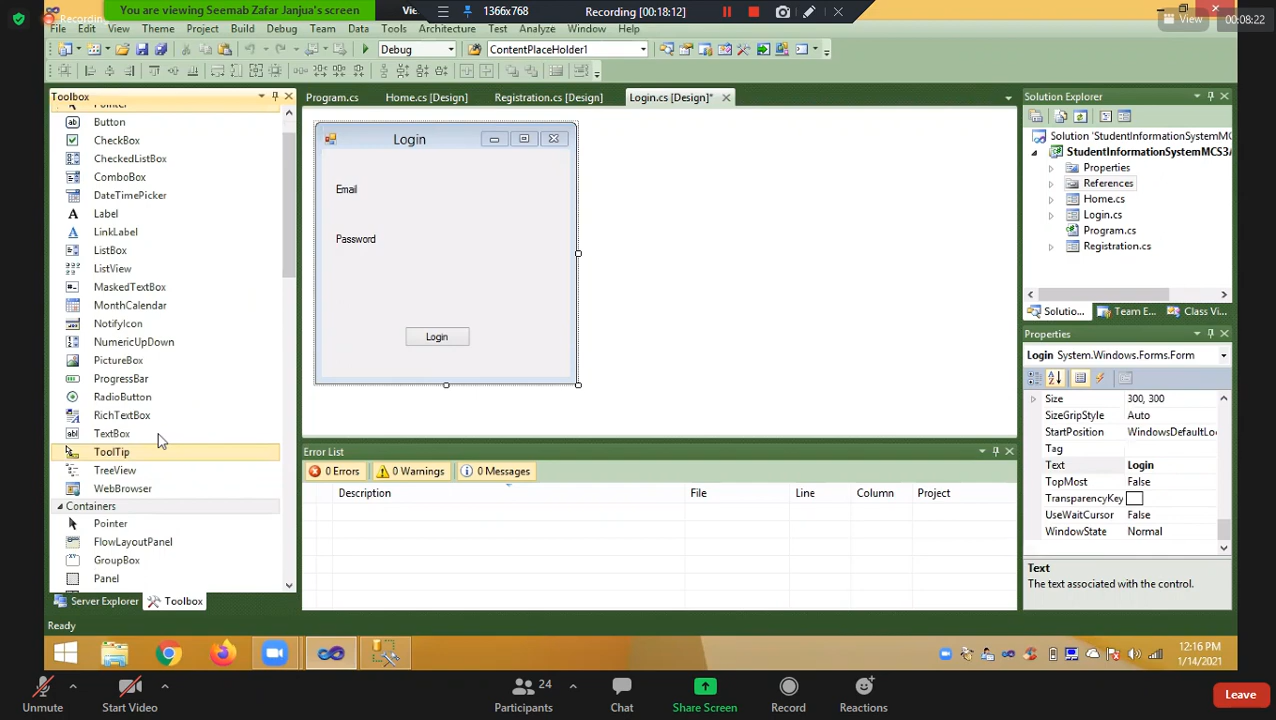 You are viewing Seemab Zafar Janjua's screen
1366x768
Recording [00:18:12]
View
00:08:22
File Edit View Theme Project Build Debug Team Data Tools Architecture Test Analyze Window Help
Debug
ContentPlaceHolder1
Toolbox
Program.cs
Home.cs [Design]
Registration.cs [Design]
Login.cs [Design]*
Pointer
Button
CheckBox
CheckedListBox
ComboBox
DateTimePicker
Label
LinkLabel
ListBox
ListView
MaskedTextBox
MonthCalendar
NotifyIcon
NumericUpDown
PictureBox
ProgressBar
RadioButton
RichTextBox
TextBox
ToolTip
TreeView
WebBrowser
Containers
Pointer
FlowLayoutPanel
GroupBox
Panel
Server Explorer
Toolbox
Login
Email
Password
Login
Error List
0 Errors
0 Warnings
0 Messages
Description
File
Line
Column
Project
Solution Explorer
Solution 'StudentInformationSystemMCS3
StudentInformationSystemMCS3
Properties
References
Home.cs
Login.cs
Program.cs
Registration.cs
Solutio...
Team E...
Class Vi...
Properties
Login System.Windows.Forms.Form
Size 300, 300
SizeGripStyle Auto
StartPosition WindowsDefaultLo
Tag
Text Login
TopMost False
TransparencyKey
UseWaitCursor False
WindowState Normal
Text
The text associated with the control.
Ready
12:16 PM
1/14/2021
Unmute
Start Video
24
Participants
Chat
Share Screen
Record
Reactions
Leave